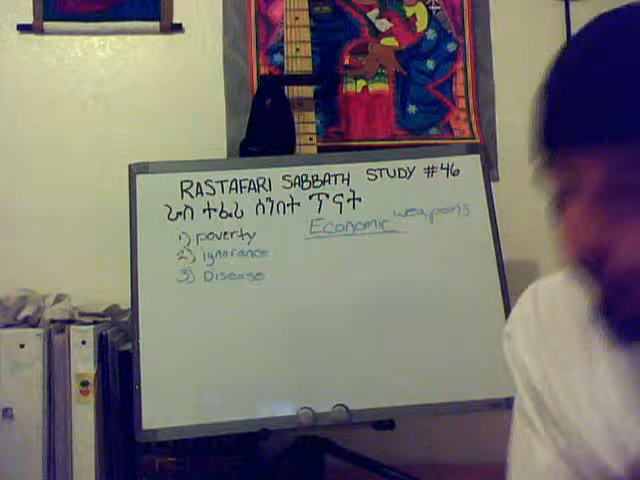 RASTAFARI SABBATH STUDY #46
ራስ ተፈሪ ሰንበት ጥናት
Economic weapons
1) poverty
2) ignorance
3) Disease